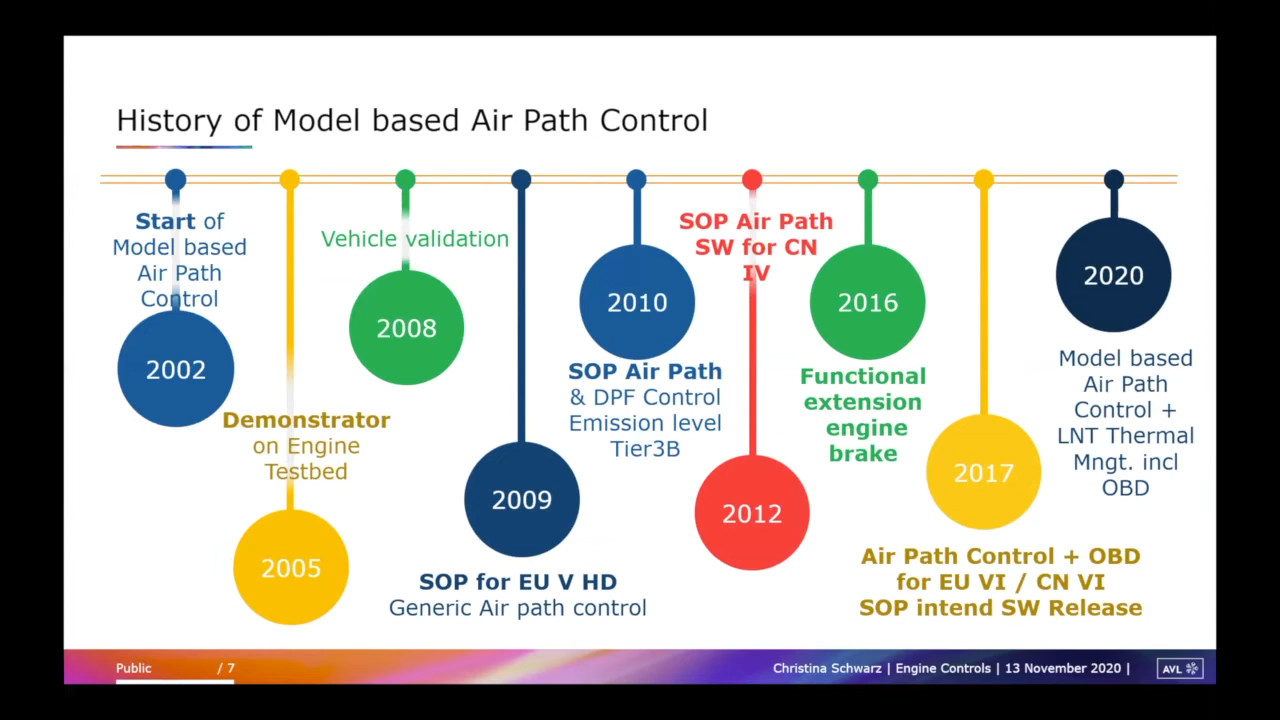 History of Model based Air Path Control
Start of
Model based
Air Path
Control
2002
Demonstrator
on Engine
Testbed
2005
Vehicle validation
2008
2009
SOP for EU V HD
Generic Air path control
2010
SOP Air Path
& DPF Control
Emission level
Tier3B
SOP Air Path
SW for CN
IV
2012
2016
Functional
extension
engine
brake
2017
Air Path Control + OBD
for EU VI / CN VI
SOP intend SW Release
2020
Model based
Air Path
Control +
LNT Thermal
Mngt. incl
OBD
Public / 7
Christina Schwarz | Engine Controls | 13 November 2020 |
AVL